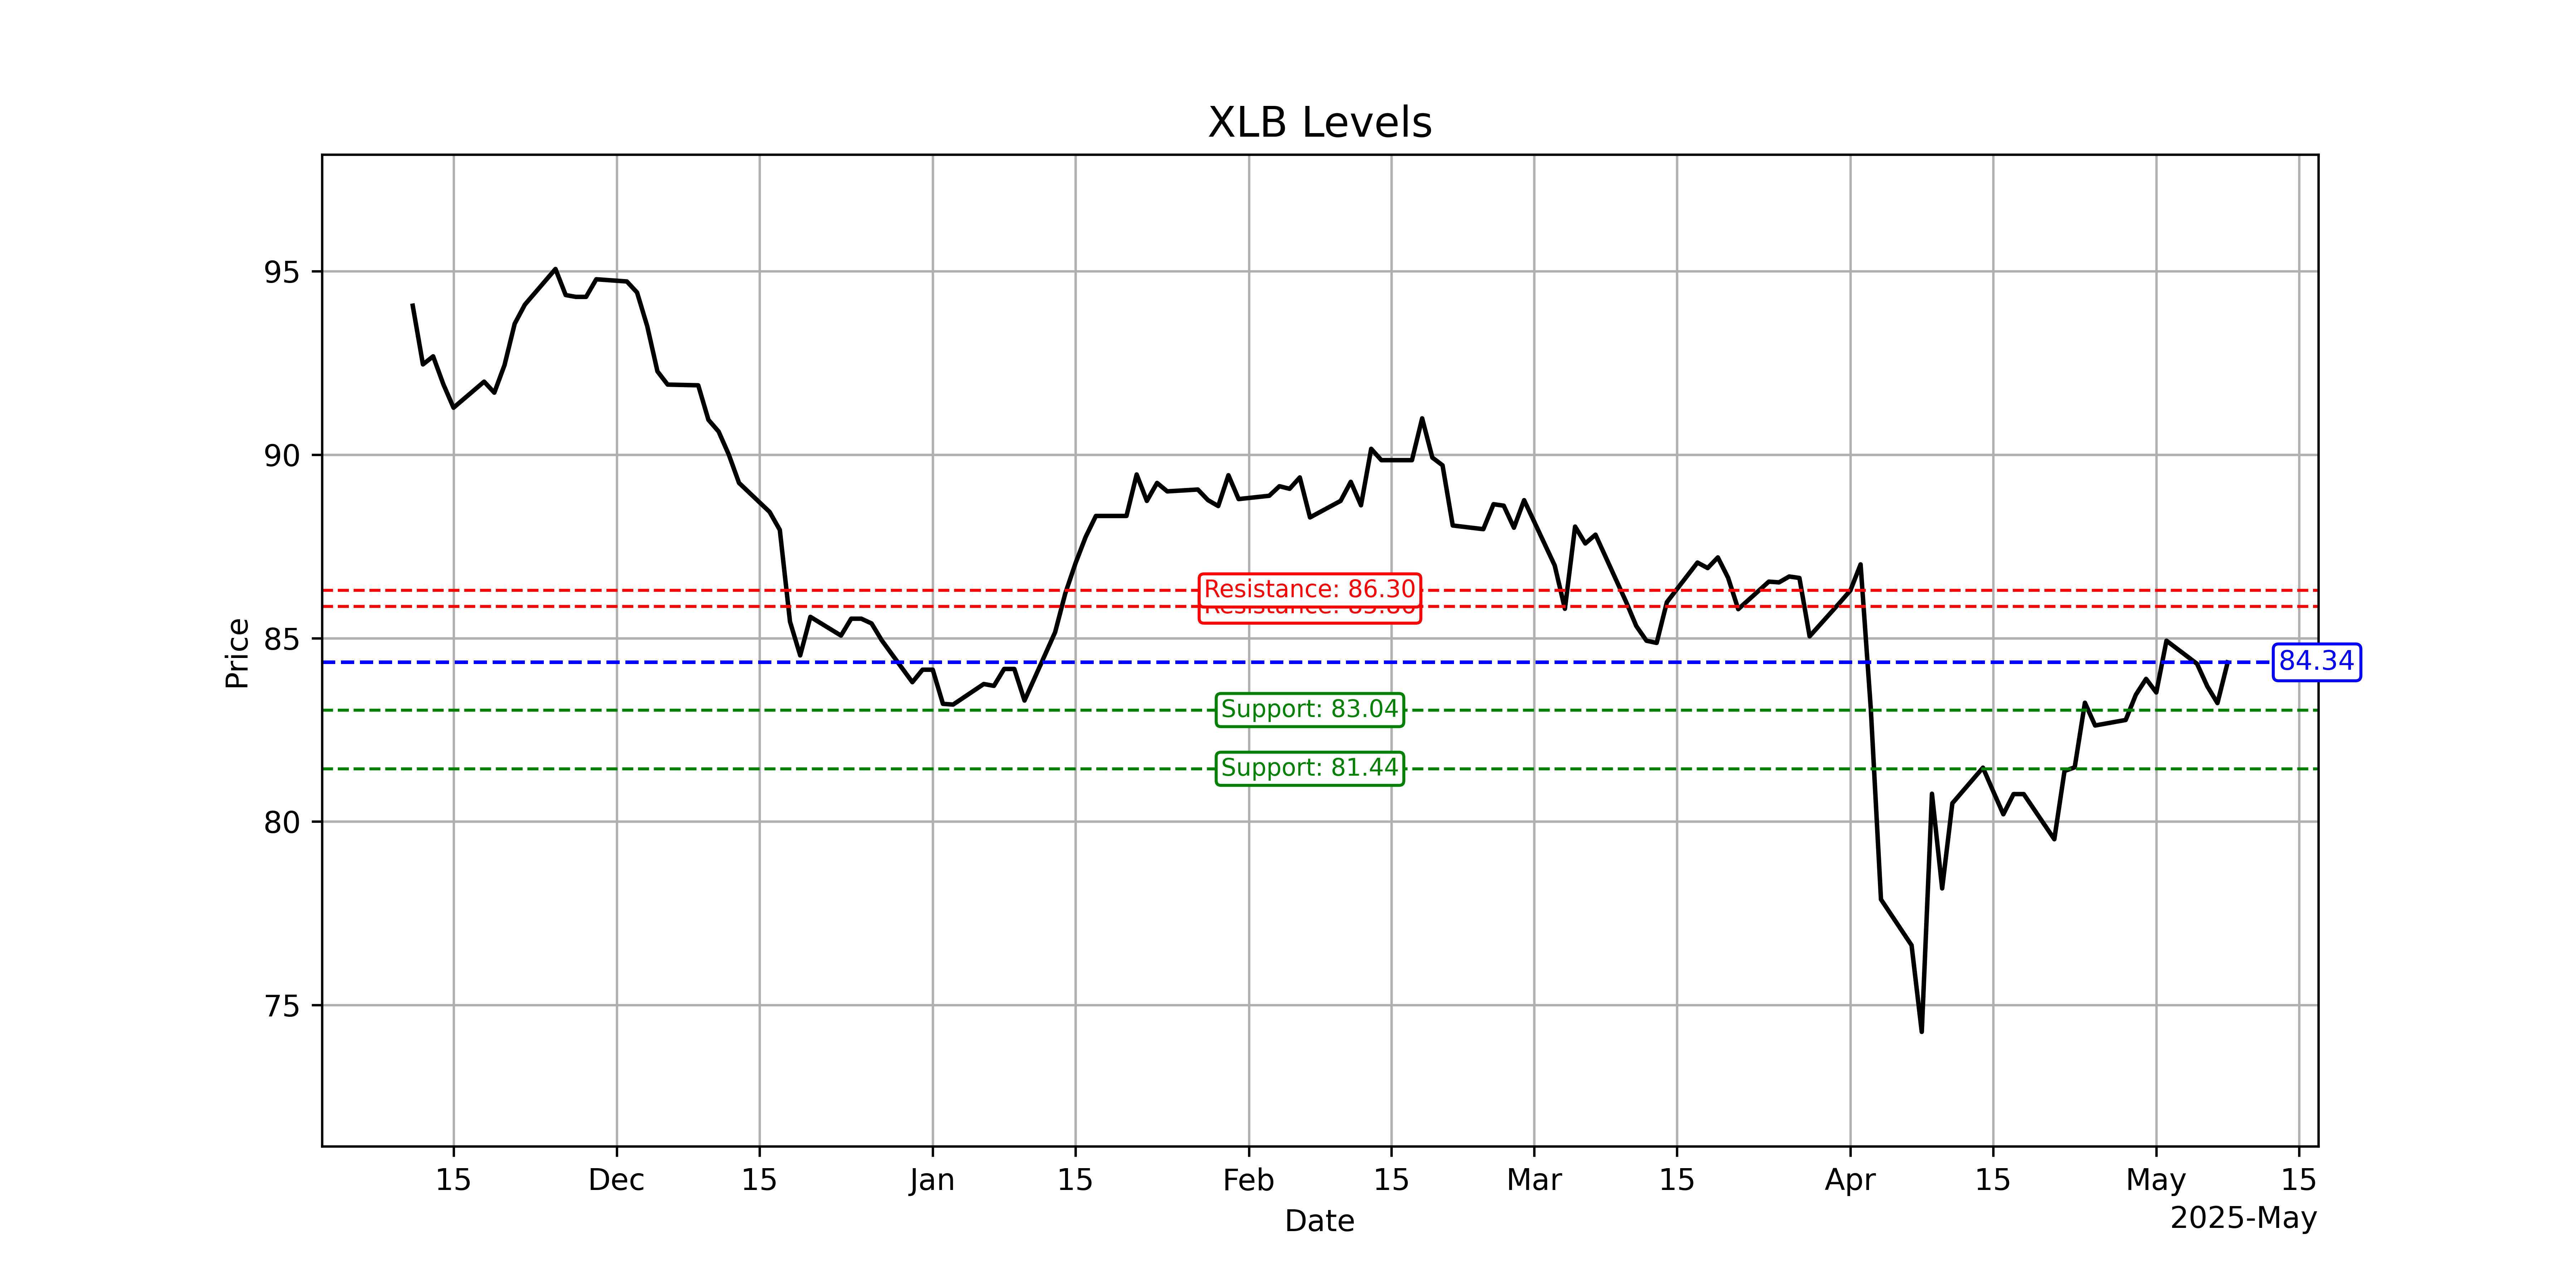 XLB Levels
95
90
85
80
75
Price
Resistance: 86.30
Resistance:
84.34
Support: 83.04
Support: 81.44
15
Dec
15
Jan
15
Feb
15
Mar
15
Apr
15
May
15
Date
2025-May